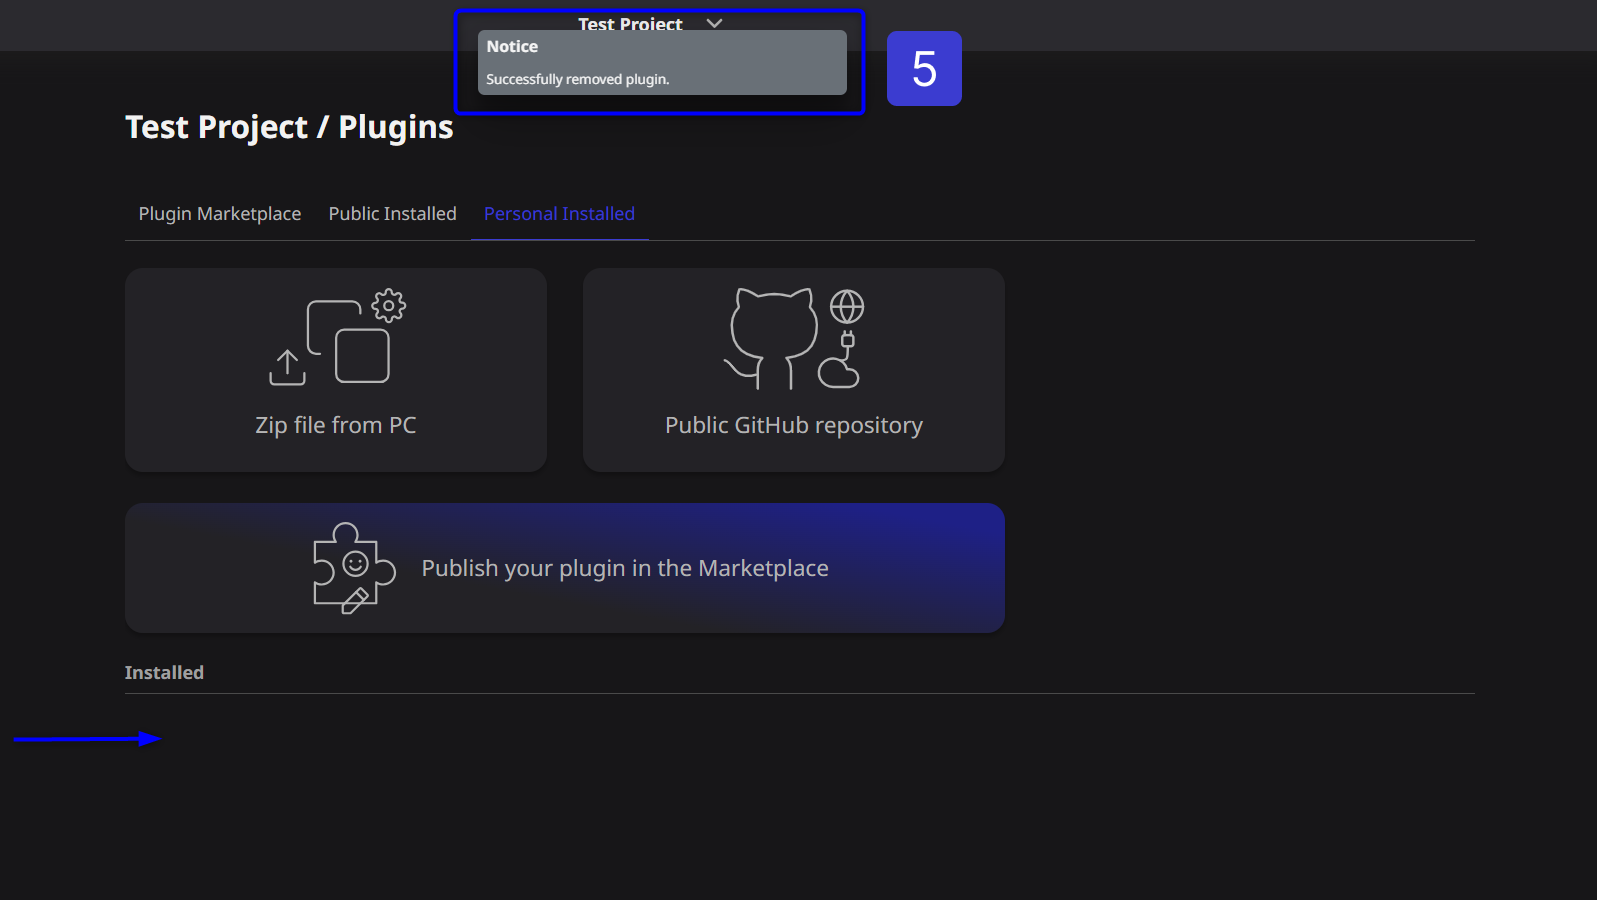 Test Project
Notice
Successfully removed plugin.
5
Test Project / Plugins
Plugin Marketplace Public Installed Personal Installed
Zip file from PC
Public GitHub repository
Publish your plugin in the Marketplace
Installed